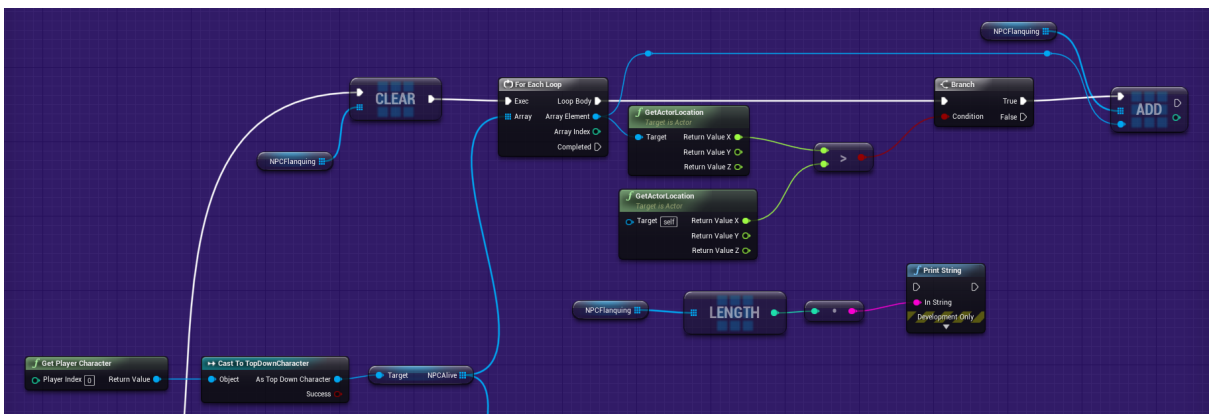 NPCFlanquing
CLEAR
For Each Loop
Exec
Loop Body
Array
Array Element
Array Index
Completed
Branch
True
Condition
False
ADD
NPCFlanquing
f GetActorLocation
Target is Actor
Target
Return Value X
Return Value Y
Return Value Z
>
f GetActorLocation
Target is Actor
Target self
Return Value X
Return Value Y
Return Value Z
f Print String
In String
Development Only
NPCFlanquing
LENGTH
f Get Player Character
Player Index 0
Return Value
Cast To TopDownCharacter
Object
As Top Down Character
Success
Target
NPCAlive